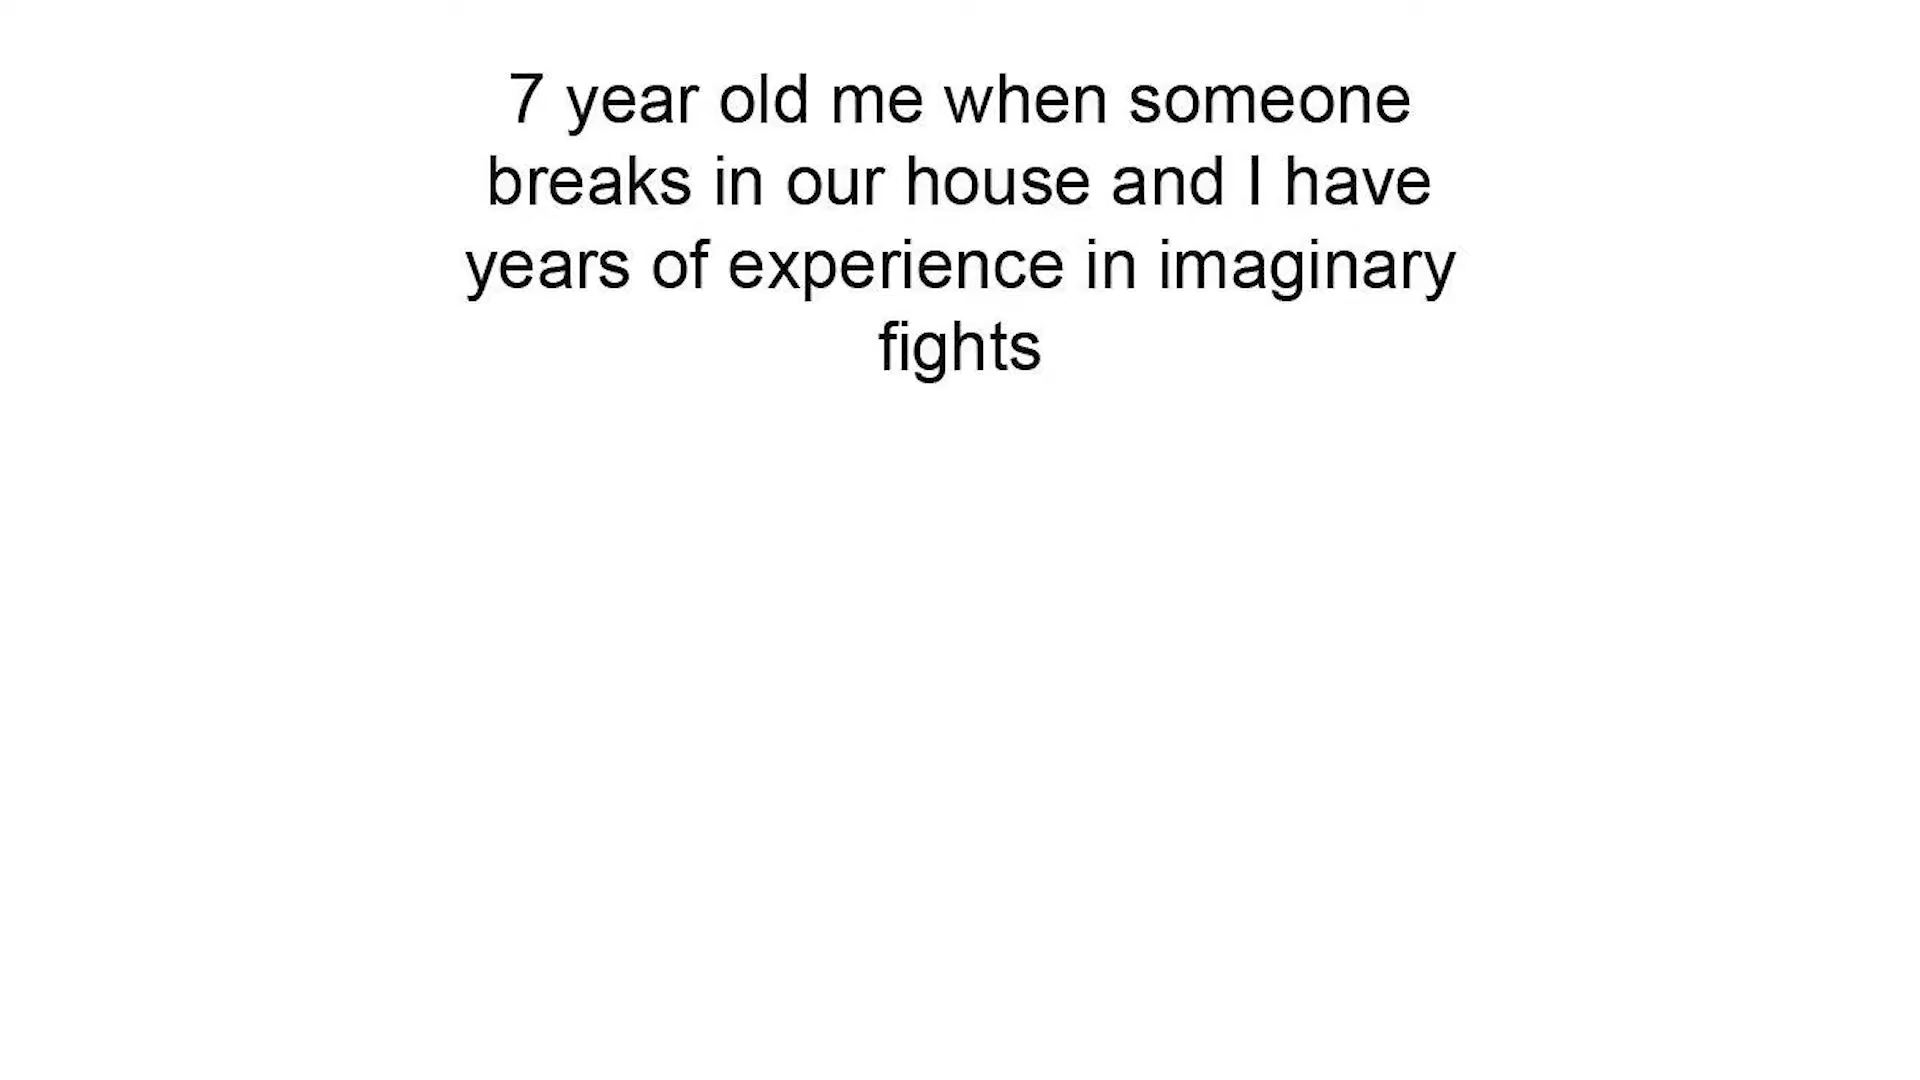 7 year old me when someone
breaks in our house and I have
years of experience in imaginary
fights